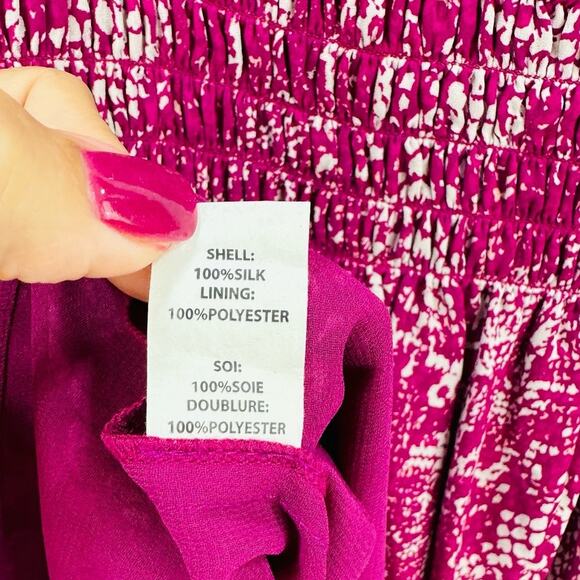 SHELL:
100%SILK
LINING:
100%POLYESTER
SOI:
100%SOIE
DOUBLURE:
100%POLYESTER